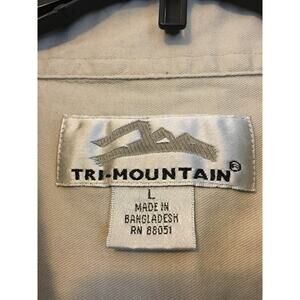 TRI-MOUNTAIN®
L
MADE IN
BANGLADESH
RN 88051